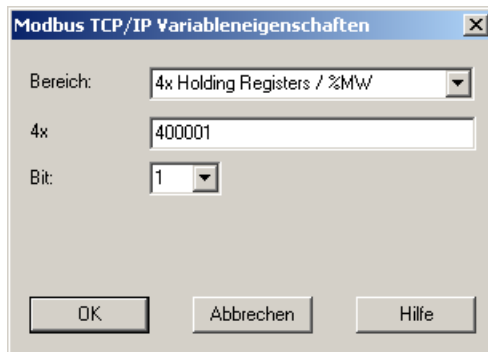 Modbus TCP/IP Variableneigenschaften
Bereich: 4x Holding Registers / %MW
4x 400001
Bit: 1
OK Abbrechen Hilfe